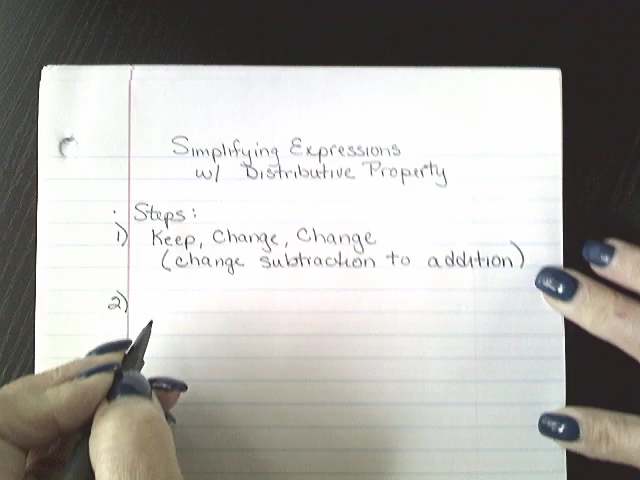 Simplifying Expressions
w/ Distributive Property
Steps:
1) Keep, Change, Change
(change subtraction to addition)
2)